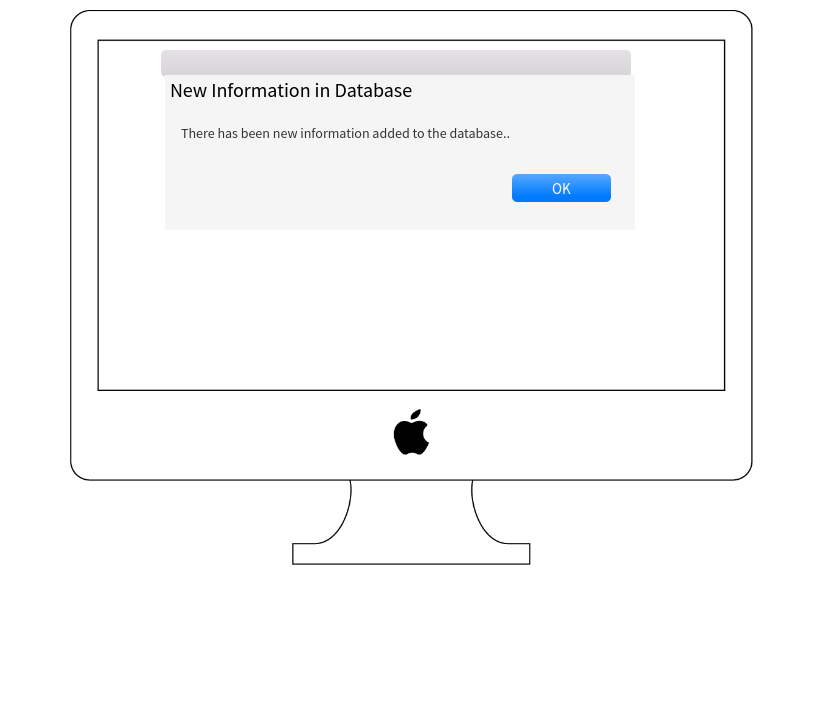 New Information in Database
There has been new information added to the database..
OK